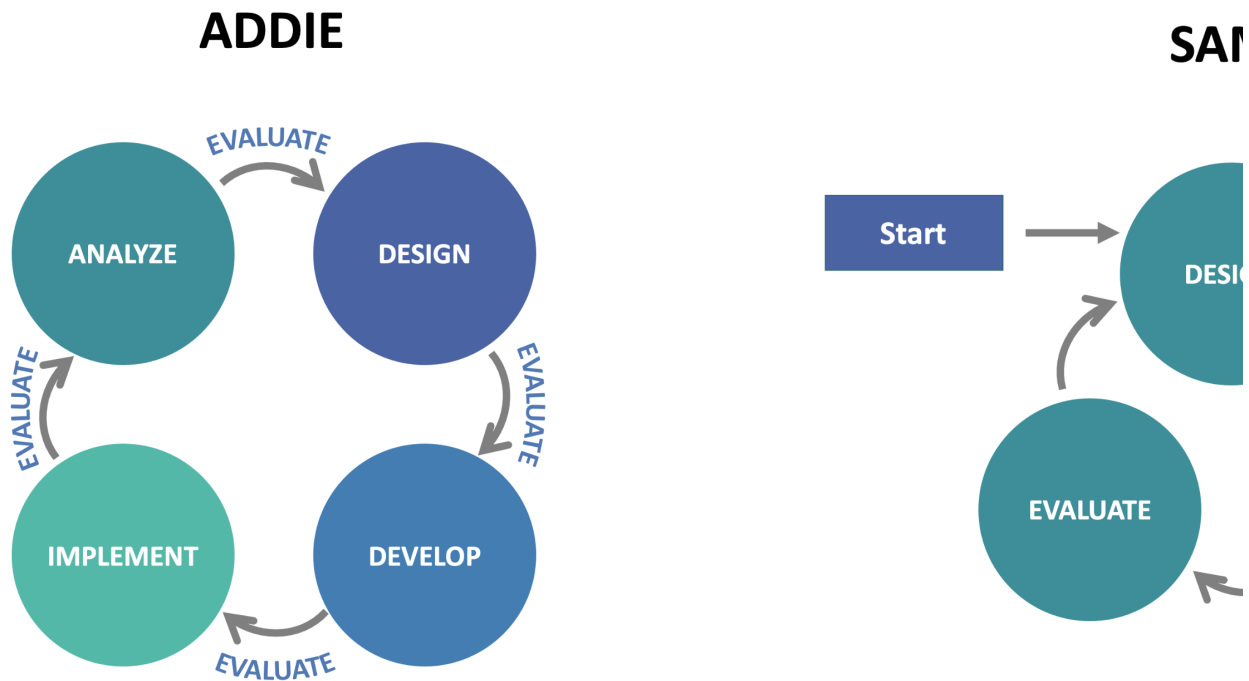 ADDIE
EVALUATE
ANALYZE
DESIGN
EVALUATE
EVALUATE
IMPLEMENT
DEVELOP
EVALUATE
Start
EVALUATE